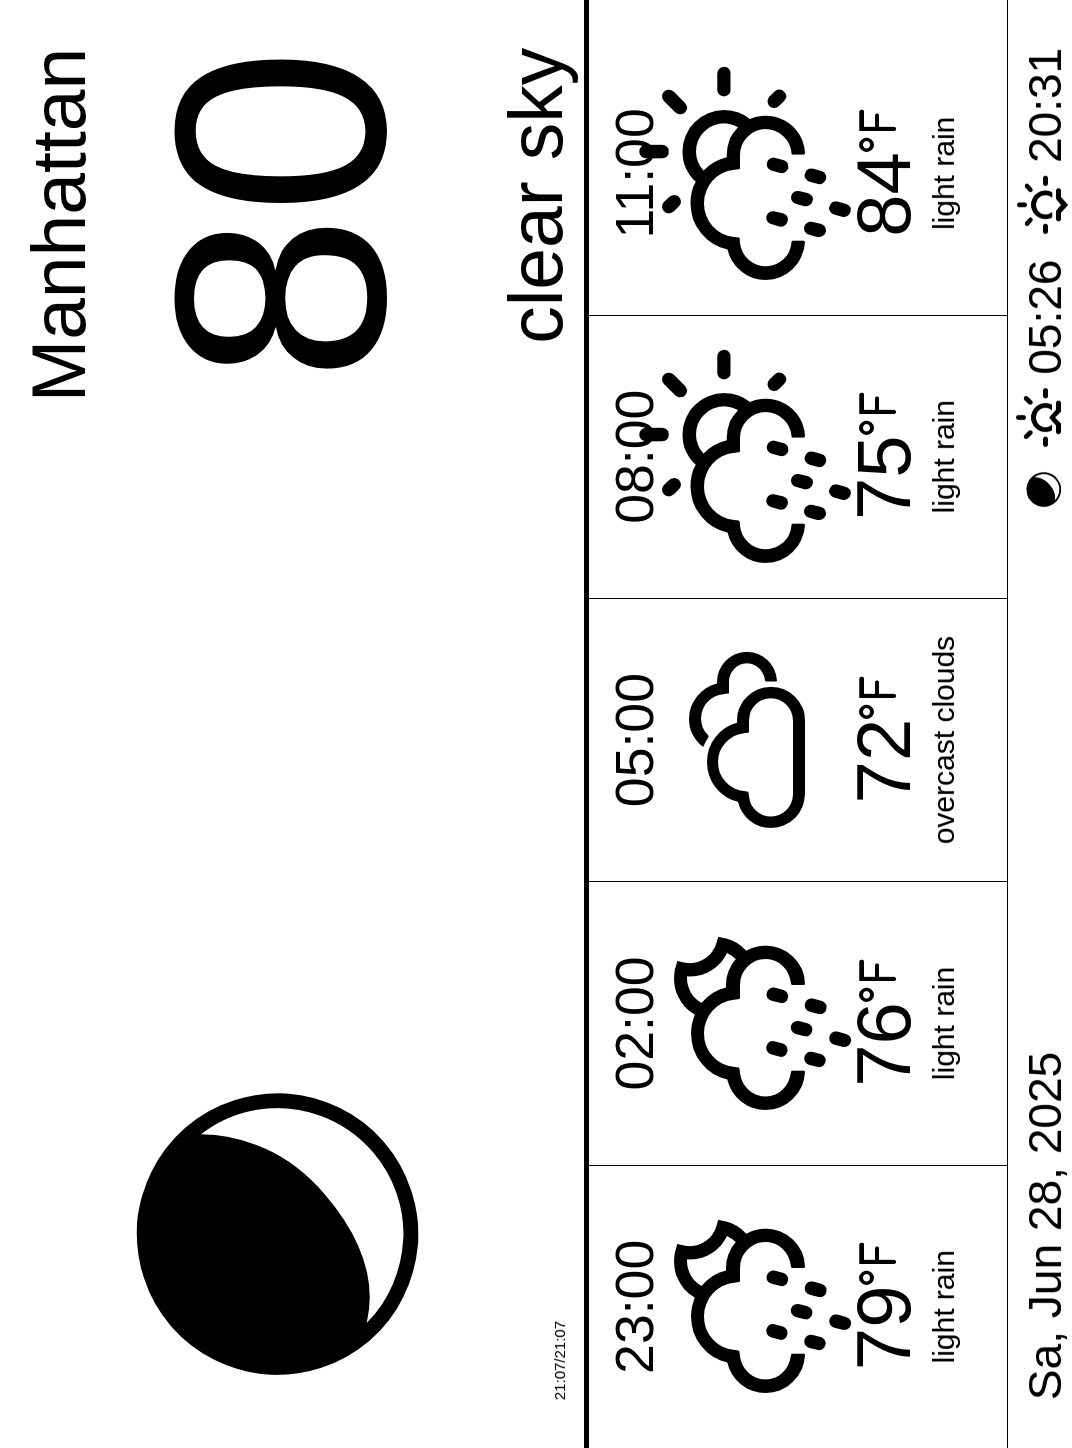 Manhattan
80
clear sky
21:07/21:07
23:00
79°F
light rain
02:00
76°F
light rain
05:00
72°F
overcast clouds
08:00
75°F
light rain
11:00
84°F
light rain
Sa, Jun 28, 2025
05:26
20:31